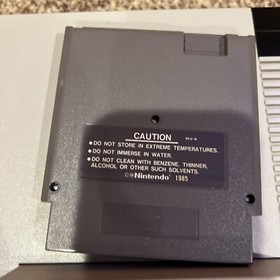 CAUTION REV-A
●DO NOT STORE IN EXTREME TEMPERATURES.
●DO NOT IMMERSE IN WATER.
●DO NOT CLEAN WITH BENZENE, THINNER,
ALCOHOL OR OTHER SUCH SOLVENTS.
©®Nintendo® 1985